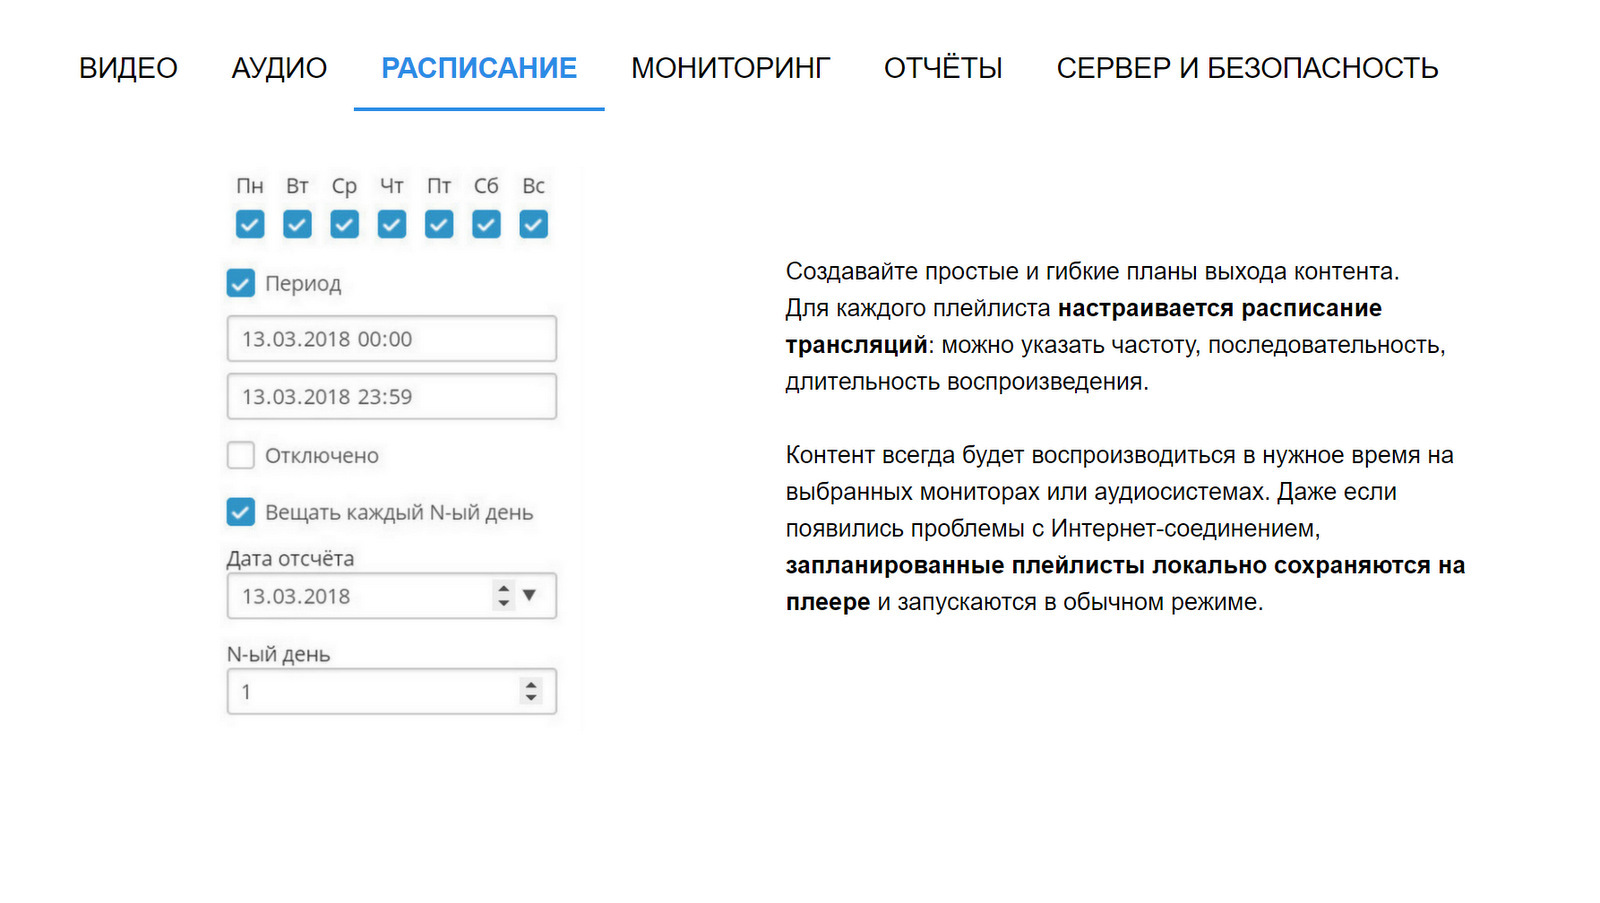 ВИДЕО АУДИО РАСПИСАНИЕ МОНИТОРИНГ ОТЧЁТЫ СЕРВЕР И БЕЗОПАСНОСТЬ
Пн Вт Ср Чт Пт Сб Вс
Период
13.03.2018 00:00
13.03.2018 23:59
Отключено
Вещать каждый N-ый день
Дата отсчёта
13.03.2018
N-ый день
1
Создавайте простые и гибкие планы выхода контента.
Для каждого плейлиста настраивается расписание
трансляций: можно указать частоту, последовательность,
длительность воспроизведения.
Контент всегда будет воспроизводиться в нужное время на
выбранных мониторах или аудиосистемах. Даже если
появились проблемы с Интернет-соединением,
запланированные плейлисты локально сохраняются на
плеере и запускаются в обычном режиме.